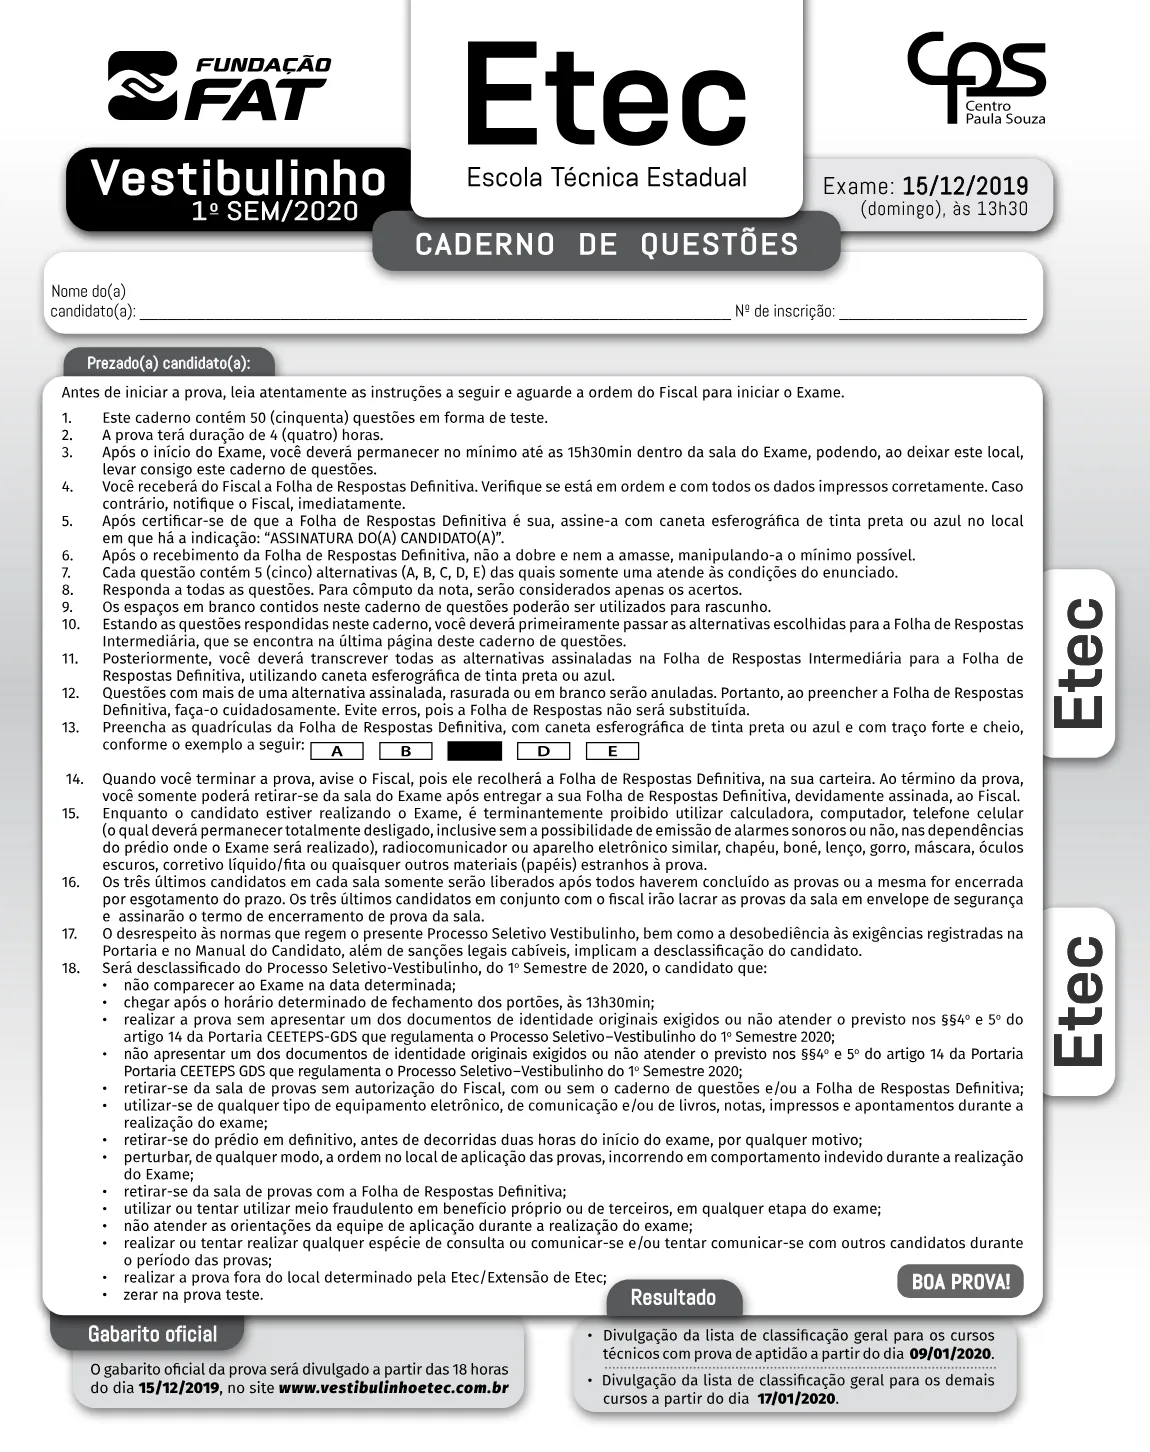 FUNDAÇÃO
FAT
Etec
Escola Técnica Estadual
CPS
Centro
Paula Souza
Vestibulinho
1º SEM/2020
Exame: 15/12/2019
(domingo), às 13h30
CADERNO DE QUESTÕES
Nome do(a)
candidato(a): ______________________________ Nº de inscrição: ____________________
Prezado(a) candidato(a):
Antes de iniciar a prova, leia atentamente as instruções a seguir e aguarde a ordem do Fiscal para iniciar o Exame.
1. Este caderno contém 50 (cinquenta) questões em forma de teste.
2. A prova terá duração de 4 (quatro) horas.
3. Após o início do Exame, você deverá permanecer no mínimo até as 15h30min dentro da sala do Exame, podendo, ao deixar este local,
levar consigo este caderno de questões.
4. Você receberá do Fiscal a Folha de Respostas Definitiva. Verifique se está em ordem e com todos os dados impressos corretamente. Caso
contrário, notifique o Fiscal, imediatamente.
5. Após certificar-se de que a Folha de Respostas Definitiva é sua, assine-a com caneta esferográfica de tinta preta ou azul no local
em que há a indicação: “ASSINATURA DO(A) CANDIDATO(A)”.
6. Após o recebimento da Folha de Respostas Definitiva, não a dobre e nem a amasse, manipulando-a o mínimo possível.
7. Cada questão contém 5 (cinco) alternativas (A, B, C, D, E) das quais somente uma atende às condições do enunciado.
8. Responda a todas as questões. Para cômputo da nota, serão considerados apenas os acertos.
9. Os espaços em branco contidos neste caderno de questões poderão ser utilizados para rascunho.
10. Estando as questões respondidas neste caderno, você deverá primeiramente passar as alternativas escolhidas para a Folha de Respostas
Intermediária, que se encontra na última página deste caderno de questões.
11. Posteriormente, você deverá transcrever todas as alternativas assinaladas na Folha de Respostas Intermediária para a Folha de
Respostas Definitiva, utilizando caneta esferográfica de tinta preta ou azul.
12. Questões com mais de uma alternativa assinalada, rasurada ou em branco serão anuladas. Portanto, ao preencher a Folha de Respostas
Definitiva, faça-o cuidadosamente. Evite erros, pois a Folha de Respostas não será substituída.
13. Preencha as quadrículas da Folha de Respostas Definitiva, com caneta esferográfica de tinta preta ou azul e com traço forte e cheio,
conforme o exemplo a seguir: A B D E
14. Quando você terminar a prova, avise o Fiscal, pois ele recolherá a Folha de Respostas Definitiva, na sua carteira. Ao término da prova,
você somente poderá retirar-se da sala do Exame após entregar a sua Folha de Respostas Definitiva, devidamente assinada, ao Fiscal.
15. Enquanto o candidato estiver realizando o Exame, é terminantemente proibido utilizar calculadora, computador, telefone celular
(o qual deverá permanecer totalmente desligado, inclusive sem a possibilidade de emissão de alarmes sonoros ou não, nas dependências
do prédio onde o Exame será realizado), radiocomunicador ou aparelho eletrônico similar, chapéu, boné, lenço, gorro, máscara, óculos
escuros, corretivo líquido/fita ou quaisquer outros materiais (papéis) estranhos à prova.
16. Os três últimos candidatos em cada sala somente serão liberados após todos haverem concluído as provas ou a mesma for encerrada
por esgotamento do prazo. Os três últimos candidatos em conjunto com o fiscal irão lacrar as provas da sala em envelope de segurança
e assinarão o termo de encerramento de prova da sala.
17. O desrespeito às normas que regem o presente Processo Seletivo Vestibulinho, bem como a desobediência às exigências registradas na
Portaria e no Manual do Candidato, além de sanções legais cabíveis, implicam a desclassificação do candidato.
18. Será desclassificado do Processo Seletivo-Vestibulinho, do 1º Semestre de 2020, o candidato que:
• não comparecer ao Exame na data determinada;
• chegar após o horário determinado de fechamento dos portões, às 13h30min;
• realizar a prova sem apresentar um dos documentos de identidade originais exigidos ou não atender o previsto nos §§4º e 5º do
artigo 14 da Portaria CEETEPS-GDS que regulamenta o Processo Seletivo–Vestibulinho do 1º Semestre 2020;
• não apresentar um dos documentos de identidade originais exigidos ou não atender o previsto nos §§4º e 5º do artigo 14 da Portaria
Portaria CEETEPS GDS que regulamenta o Processo Seletivo–Vestibulinho do 1º Semestre 2020;
• retirar-se da sala de provas sem autorização do Fiscal, com ou sem o caderno de questões e/ou a Folha de Respostas Definitiva;
• utilizar-se de qualquer tipo de equipamento eletrônico, de comunicação e/ou de livros, notas, impressos e apontamentos durante a
realização do exame;
• retirar-se do prédio em definitivo, antes de decorridas duas horas do início do exame, por qualquer motivo;
• perturbar, de qualquer modo, a ordem no local de aplicação das provas, incorrendo em comportamento indevido durante a realização
do Exame;
• retirar-se da sala de provas com a Folha de Respostas Definitiva;
• utilizar ou tentar utilizar meio fraudulento em benefício próprio ou de terceiros, em qualquer etapa do exame;
• não atender as orientações da equipe de aplicação durante a realização do exame;
• realizar ou tentar realizar qualquer espécie de consulta ou comunicar-se e/ou tentar comunicar-se com outros candidatos durante
o período das provas;
• realizar a prova fora do local determinado pela Etec/Extensão de Etec;
• zerar na prova teste.
BOA PROVA!
Etec
Etec
Gabarito oficial
O gabarito oficial da prova será divulgado a partir das 18 horas
do dia 15/12/2019, no site www.vestibulinhoetec.com.br
Resultado
• Divulgação da lista de classificação geral para os cursos
técnicos com prova de aptidão a partir do dia 09/01/2020.
• Divulgação da lista de classificação geral para os demais
cursos a partir do dia 17/01/2020.